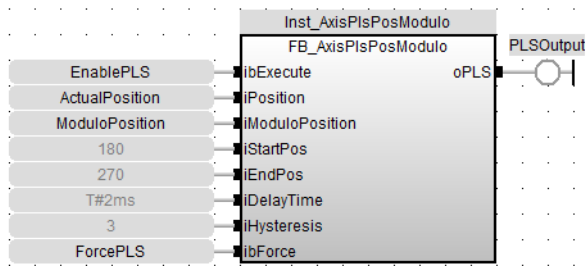 Inst_AxisPlsPosModulo
FB_AxisPlsPosModulo PLSOutput
EnablePLS ibExecute oPLS
ActualPosition iPosition
ModuloPosition iModuloPosition
180 iStartPos
270 iEndPos
T#2ms iDelayTime
3 iHysteresis
ForcePLS ibForce